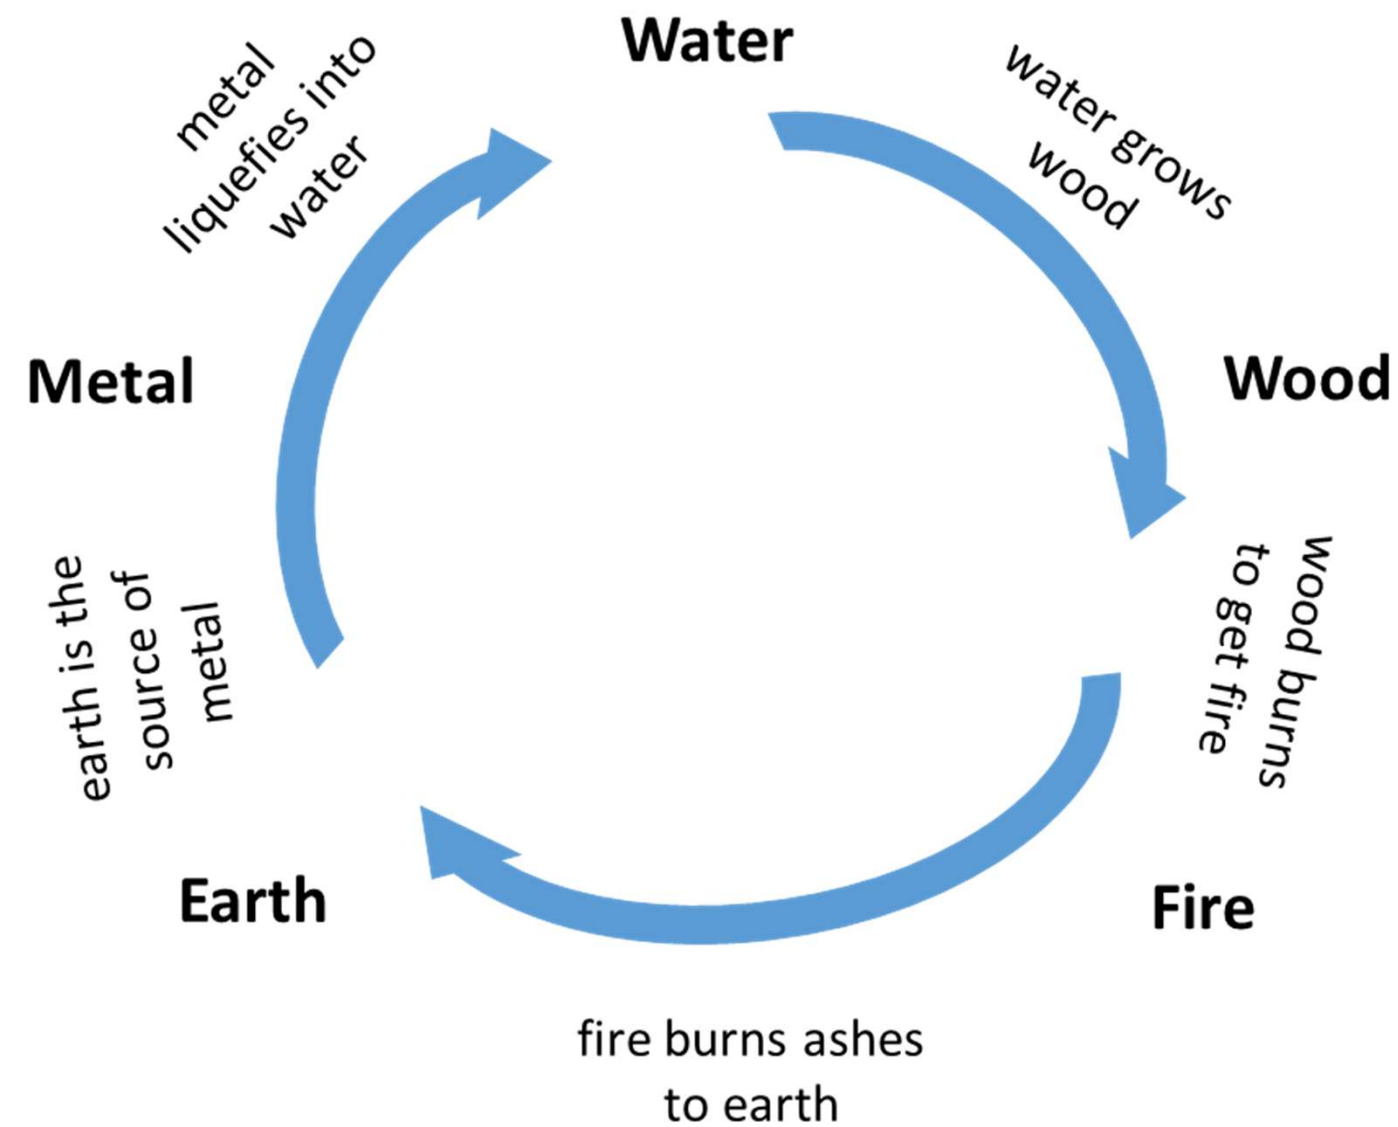 Water
water grows
wood
Wood
wood burns
to get fire
Fire
fire burns ashes
to earth
Earth
earth is the
source of
metal
Metal
metal
liquefies into
water